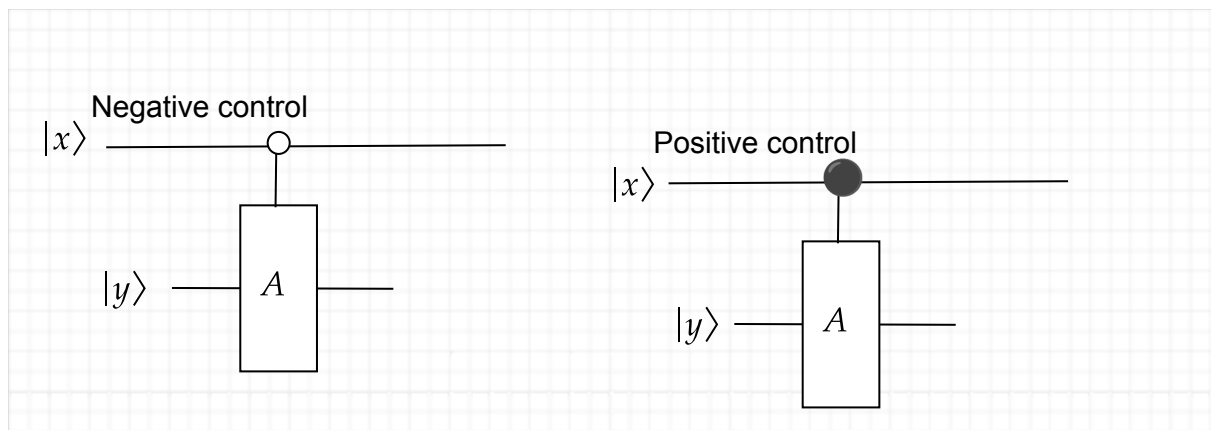 Negative control
|x⟩
A
|y⟩
Positive control
|x⟩
A
|y⟩